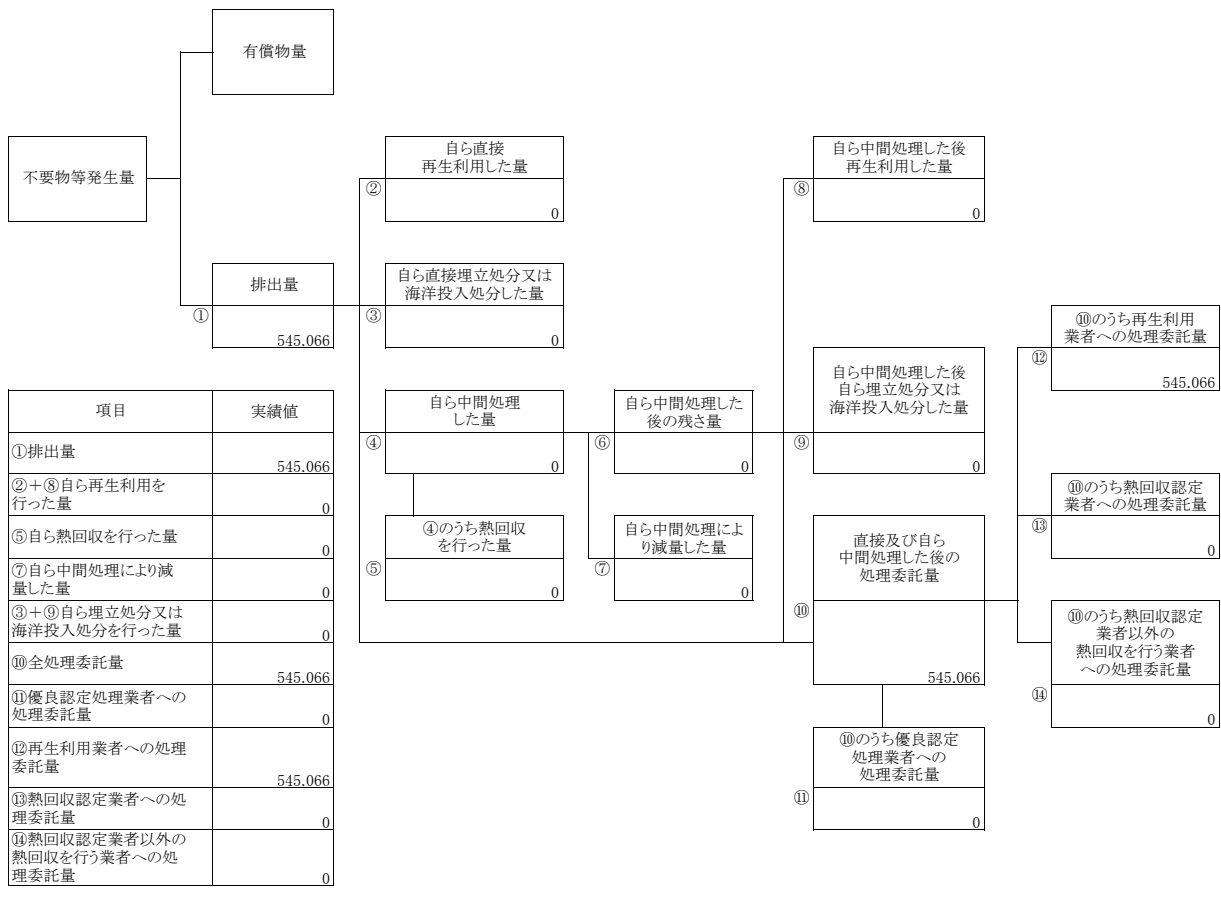 有償物量
不要物等発生量
自ら直接
再生利用した量
②
0
自ら中間処理した後
再生利用した量
⑧
0
排出量
①
545.066
自ら直接埋立処分又は
海洋投入処分した量
③
0
⑩のうち再生利用
業者への処理委託量
⑫
545.066
自ら中間処理
した量
④
0
自ら中間処理した
後の残さ量
⑥
0
自ら中間処理した後
自ら埋立処分又は
海洋投入処分した量
⑨
0
⑩のうち熱回収認定
業者への処理委託量
⑬
0
④のうち熱回収
を行った量
⑤
0
自ら中間処理によ
り減量した量
⑦
0
直接及び自ら
中間処理した後の
処理委託量
⑩
545.066
⑩のうち熱回収認定
業者以外の
熱回収を行う業者
への処理委託量
⑭
0
⑩のうち優良認定
処理業者への
処理委託量
⑪
0
項目 実績値
①排出量
545.066
②+⑧自ら再生利用を
行った量
0
⑤自ら熱回収を行った量
0
⑦自ら中間処理により減
量した量
0
③+⑨自ら埋立処分又は
海洋投入処分を行った量
0
⑩全処理委託量
545.066
⑪優良認定処理業者への
処理委託量
0
⑫再生利用業者への処理
委託量
545.066
⑬熱回収認定業者への処
理委託量
0
⑭熱回収認定業者以外の
熱回収を行う業者への処
理委託量
0